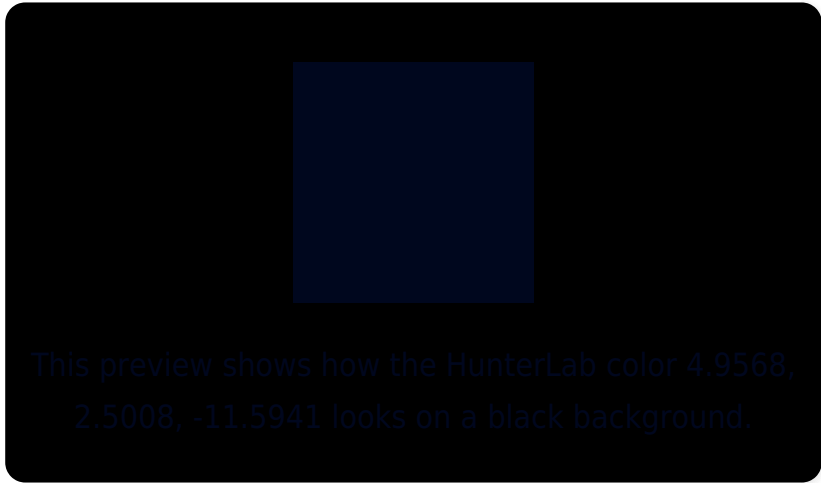 This preview shows how the HunterLab color 4.9568,
2.5008, -11.5941 looks on a black background.